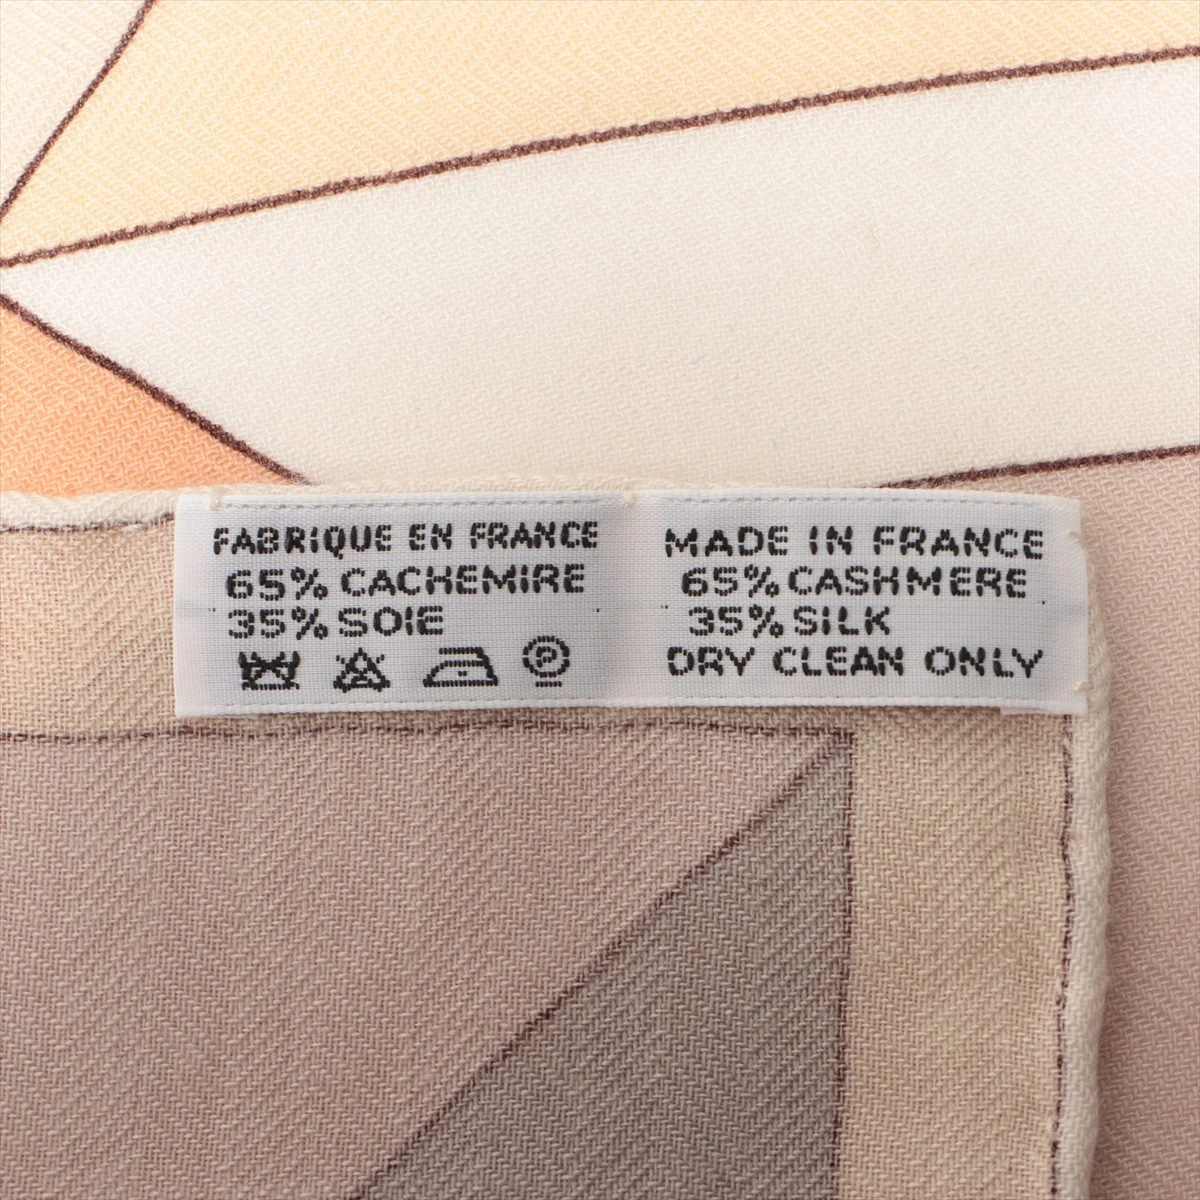 FABRIQUE EN FRANCE
65% CACHEMIRE
35% SOIE
P
MADE IN FRANCE
65% CASHMERE
35% SILK
DRY CLEAN ONLY